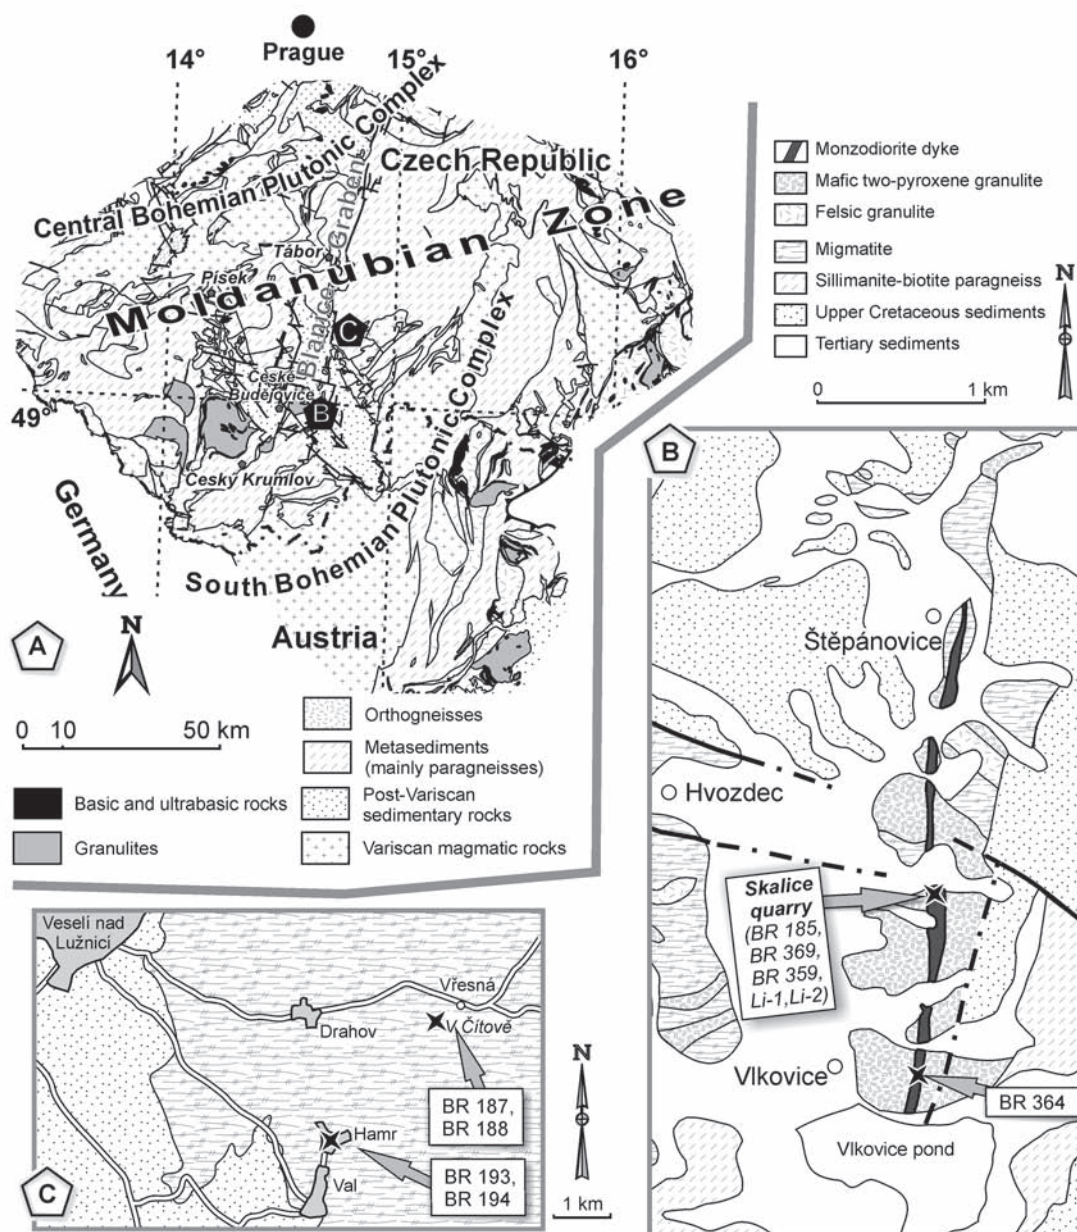 Prague
14°
15°
16°
49°
Central Bohemian Plutonic Complex
Czech Republic
Moldanubian Zone
Blanice Graben
Tábor
Písek
České
Budějovice
Český Krumlov
C
B
South Bohemian Plutonic Complex
Germany
Austria
A
N
0 10 50 km
Basic and ultrabasic rocks
Granulites
Orthogneisses
Metasediments
(mainly paragneisses)
Post-Variscan
sedimentary rocks
Variscan magmatic rocks
Monzodiorite dyke
Mafic two-pyroxene granulite
Felsic granulite
Migmatite
Sillimanite-biotite paragneiss
Upper Cretaceous sediments
Tertiary sediments
N
0 1 km
B
Štěpánovice
Hvozdec
Skalice
quarry
(BR 185,
BR 369,
BR 359,
Li-1,Li-2)
Vlkovice
BR 364
Vlkovice pond
Veselí nad
Lužnicí
Drahov
Vřesná
V Čítově
BR 187,
BR 188
Hamr
Val
BR 193,
BR 194
C
N
1 km